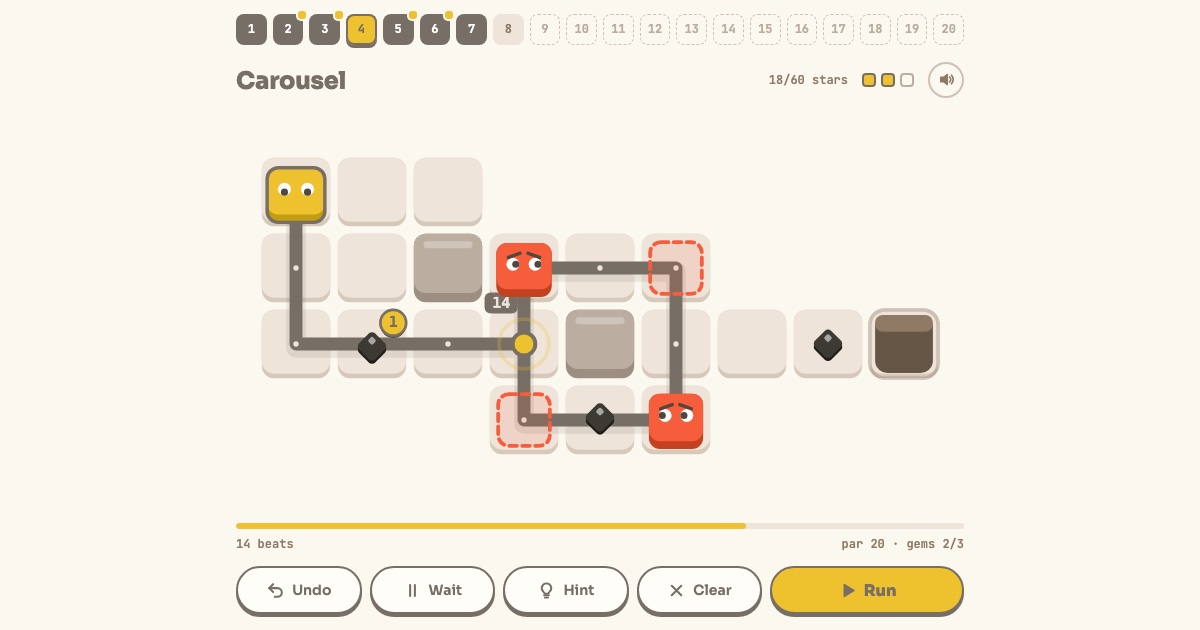 1 2 3 4 5 6 7 8 9 10 11 12 13 14 15 16 17 18 19 20
Carousel
18/60 stars
1
14
14 beats
par 20 · gems 2/3
Undo
Wait
Hint
Clear
Run